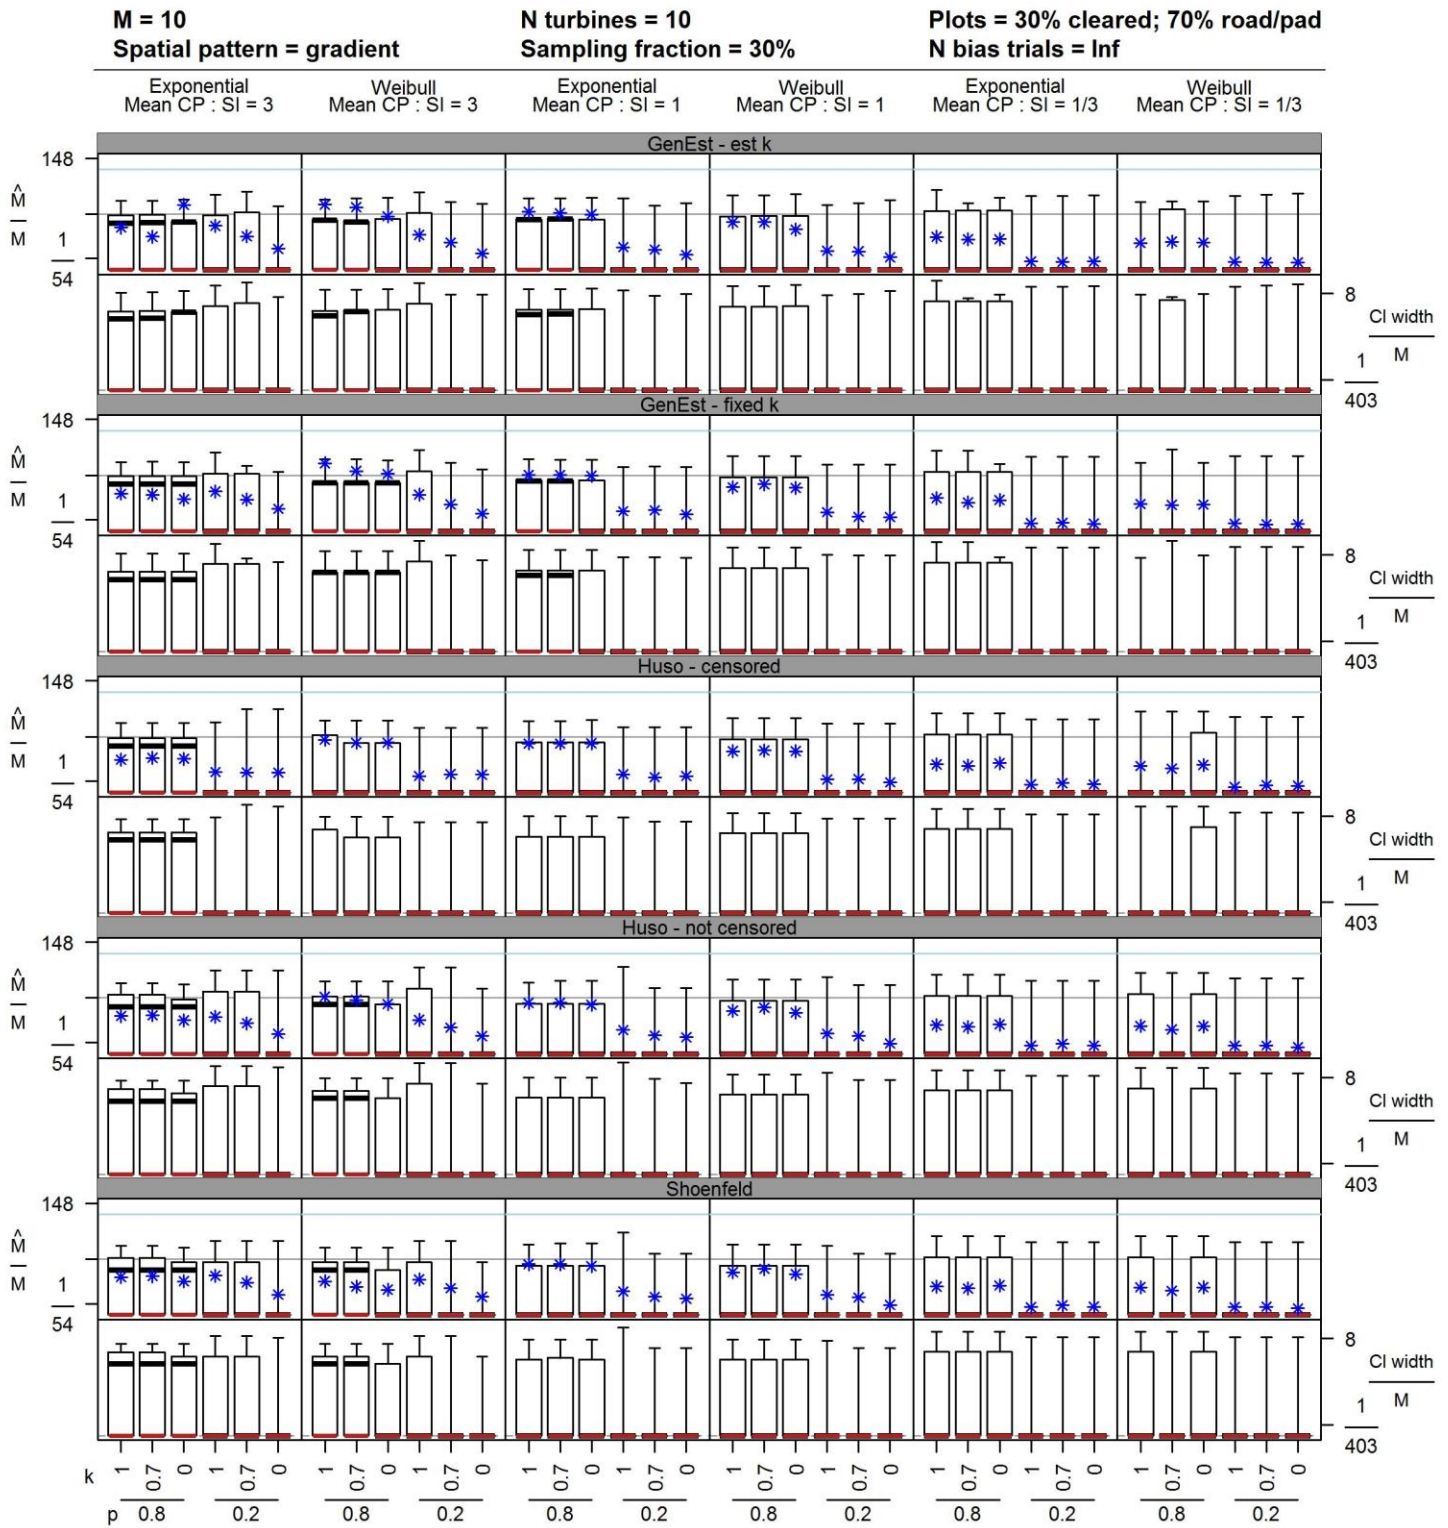 M = 10 N turbines = 10 Plots = 30% cleared; 70% road/pad
Spatial pattern = gradient Sampling fraction = 30% N bias trials = Inf
Exponential Weibull Exponential Weibull Exponential Weibull
Mean CP : SI = 3 Mean CP : SI = 3 Mean CP : SI = 1 Mean CP : SI = 1 Mean CP : SI = 1/3 Mean CP : SI = 1/3
GenEst - est k
148
M̂
M 1
54
8
CI width
1 M
403
GenEst - fixed k
148
M̂
M 1
54
8
CI width
1 M
403
Huso - censored
148
M̂
M 1
54
8
CI width
1 M
403
Huso - not censored
148
M̂
M 1
54
8
CI width
1 M
403
Shoenfeld
148
M̂
M 1
54
8
CI width
1 M
403
k 1 0.7 0 1 0.7 0 1 0.7 0 1 0.7 0 1 0.7 0 1 0.7 0 1 0.7 0 1 0.7 0 1 0.7 0 1 0.7 0 1 0.7 0 1 0.7 0
p 0.8 0.2 0.8 0.2 0.8 0.2 0.8 0.2 0.8 0.2 0.8 0.2